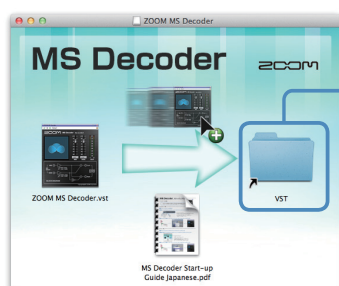 ZOOM MS Decoder
MS Decoder
ZOOM
ZOOM MS Decoder.vst
VST
MS Decoder Start-up
Guide Japanese.pdf